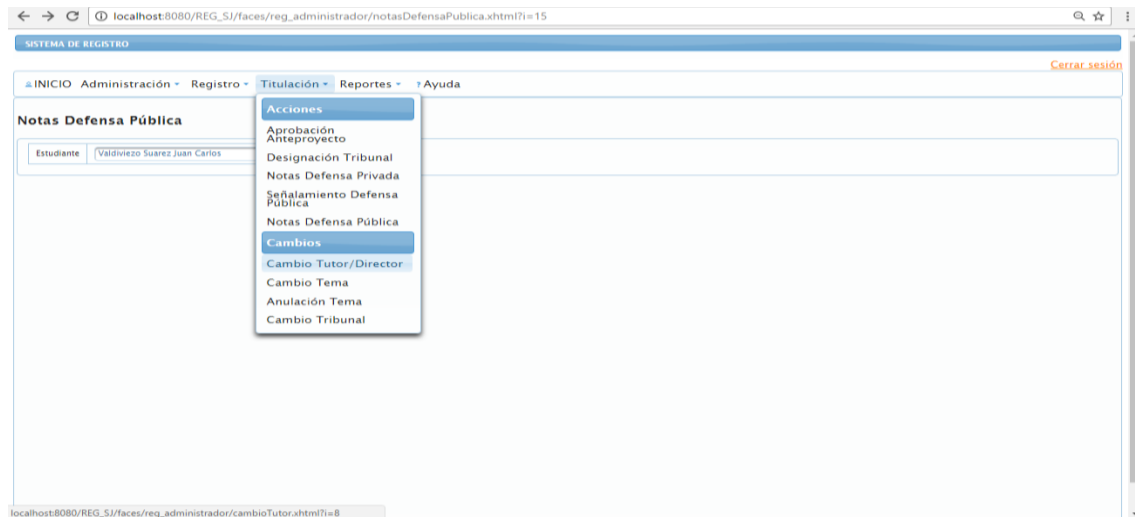 localhost:8080/REG_SJ/faces/reg_administrador/notasDefensaPublica.xhtml?i=15
SISTEMA DE REGISTRO
Cerrar sesión
INICIO Administración Registro Titulación Reportes ? Ayuda
Notas Defensa Pública
Estudiante Valdiviezo Suarez Juan Carlos
Acciones
Aprobación
Anteproyecto
Designación Tribunal
Notas Defensa Privada
Señalamiento Defensa
Pública
Notas Defensa Pública
Cambios
Cambio Tutor/Director
Cambio Tema
Anulación Tema
Cambio Tribunal
localhost:8080/REG_SJ/faces/reg_administrador/cambioTutor.xhtml?i=8